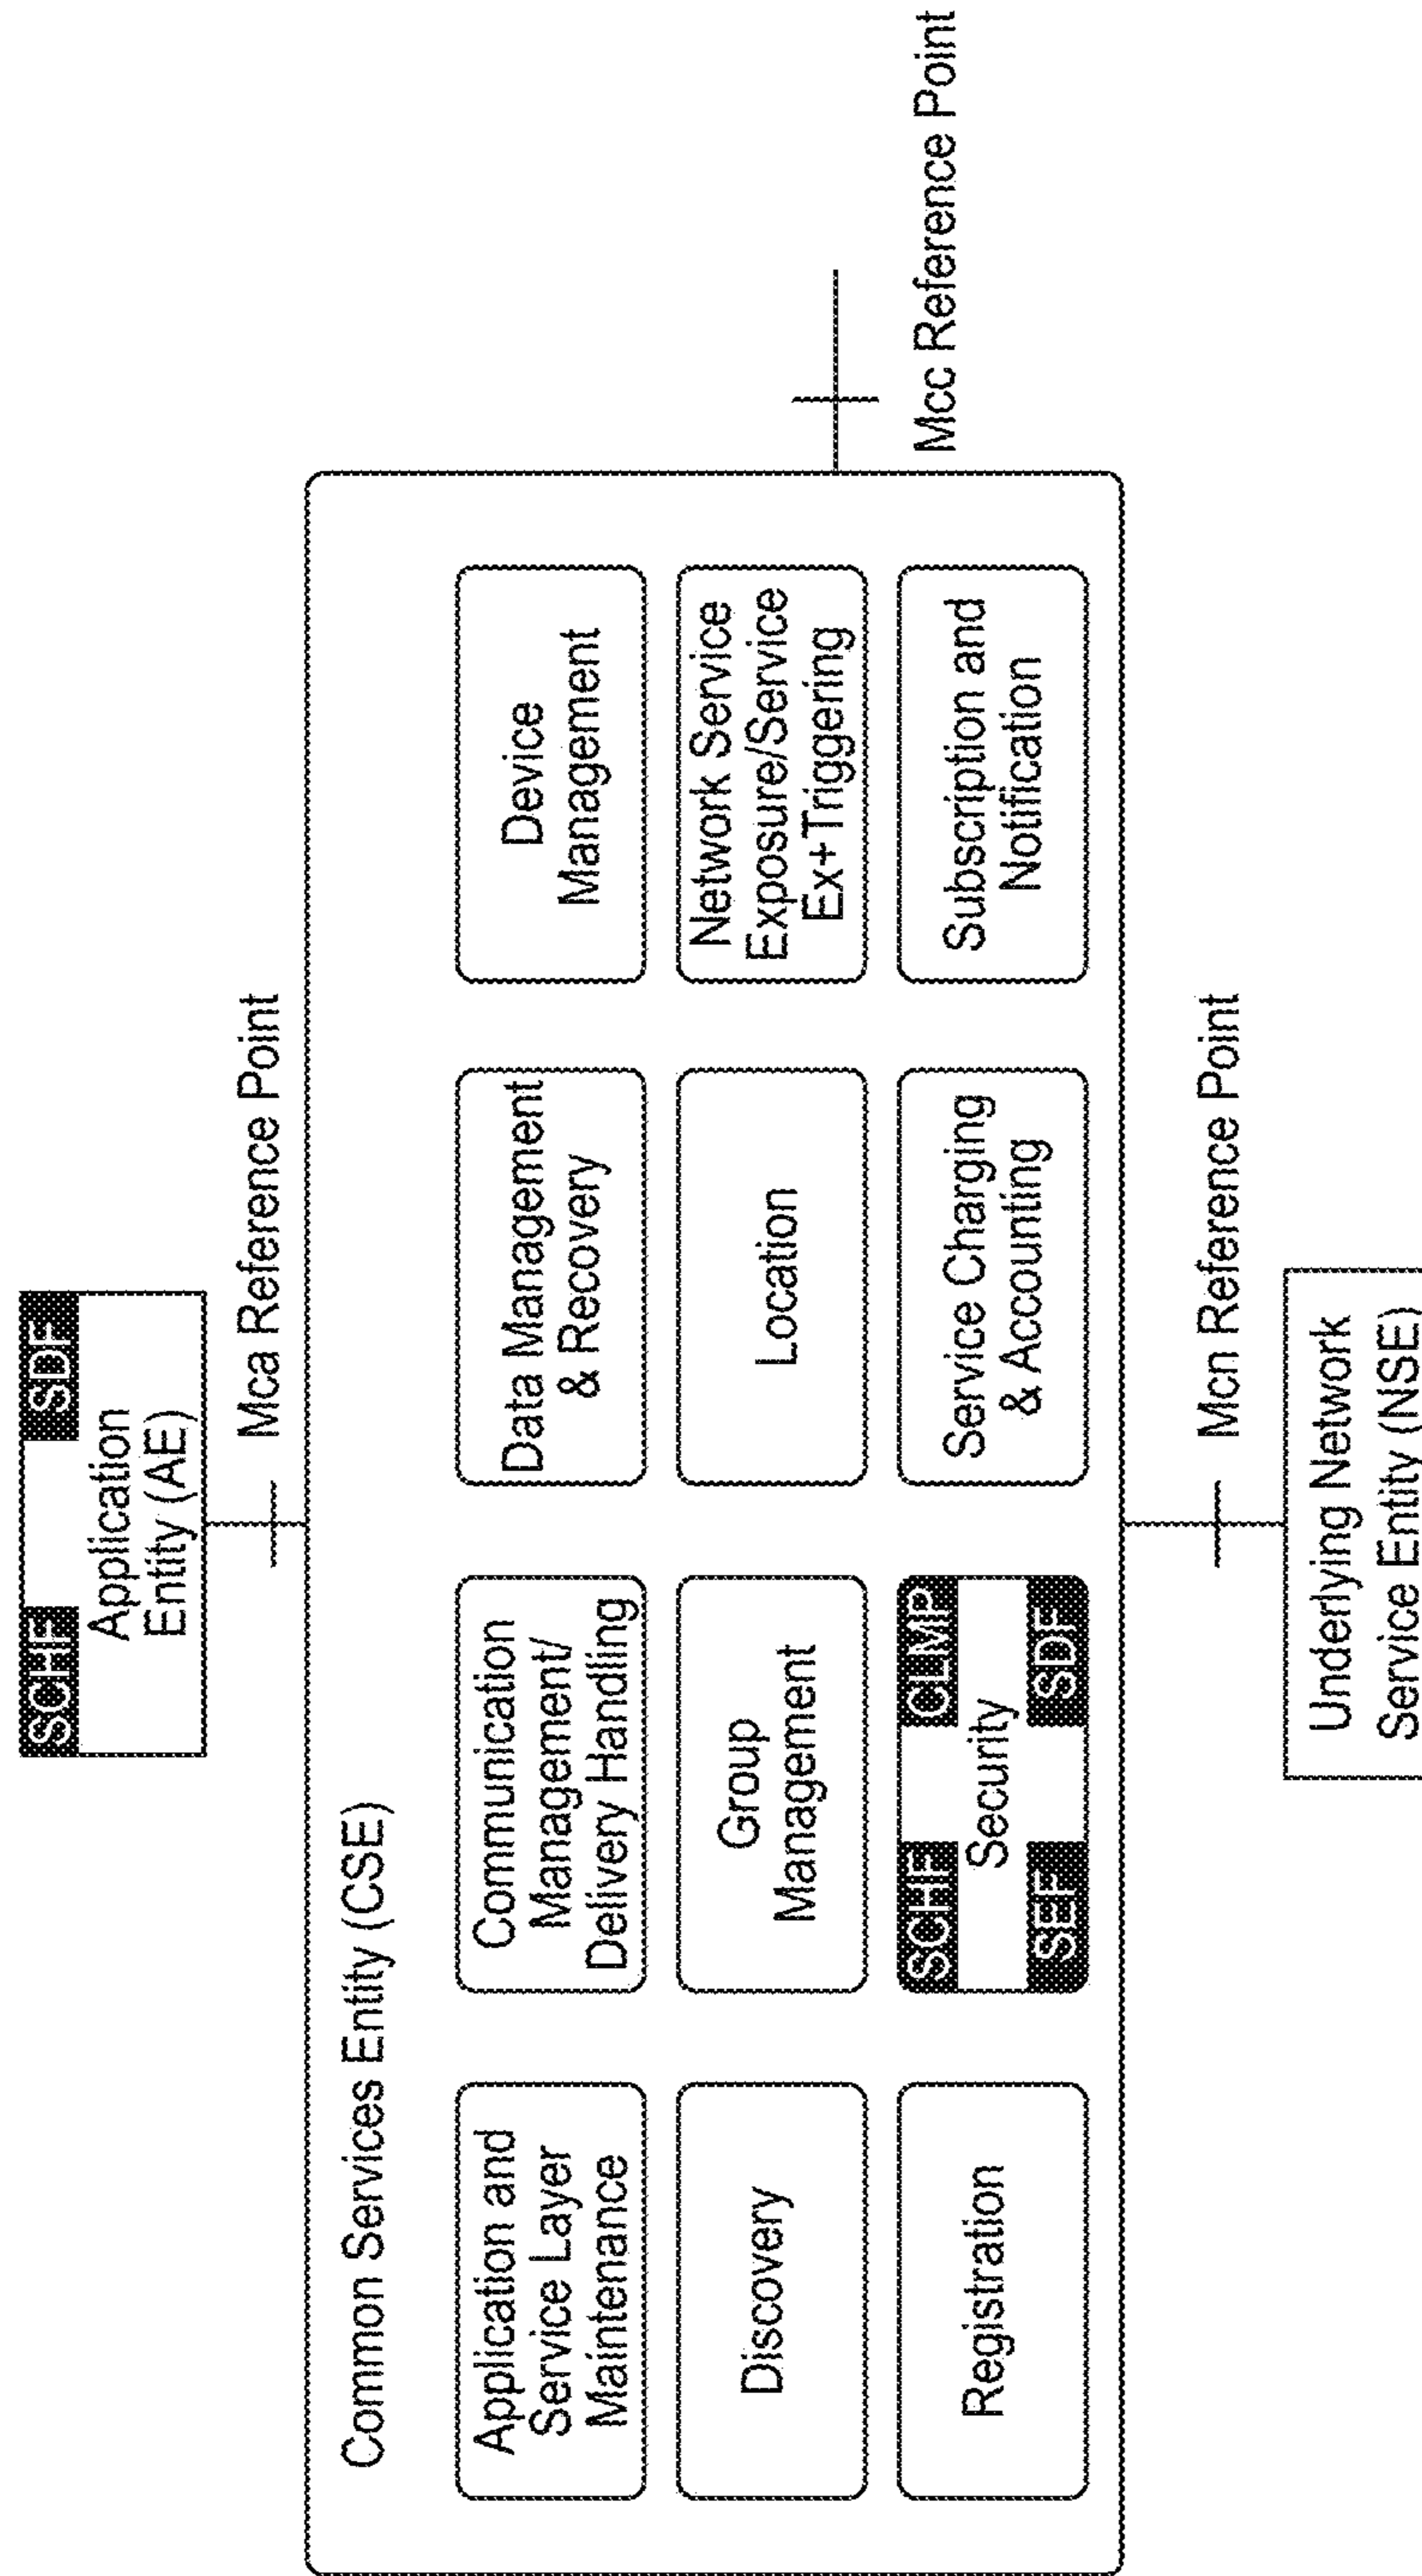 SCHF
SDF
Application
Entity (AE)
Mca Reference Point
Common Services Entity (CSE)
Application and
Service Layer
Maintenance
Communication
Management/
Delivery Handling
Data Management
& Recovery
Device
Management
Discovery
Group
Management
Location
Network Service
Exposure/Service
Ex+Triggering
Registration
SCHF
CLMP
Security
SEF
SDF
Service Charging
& Accounting
Subscription and
Notification
Mcc Reference Point
Mcn Reference Point
Underlying Network
Service Entity (NSE)